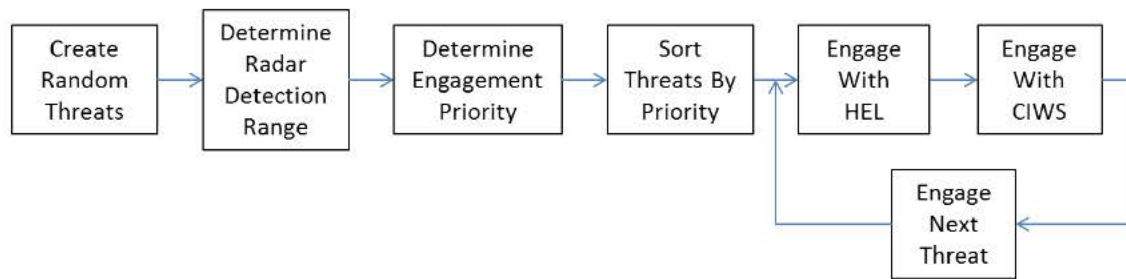 Create
Random
Threats
Determine
Radar
Detection
Range
Determine
Engagement
Priority
Sort
Threats By
Priority
Engage
With
HEL
Engage
With
CIWS
Engage
Next
Threat